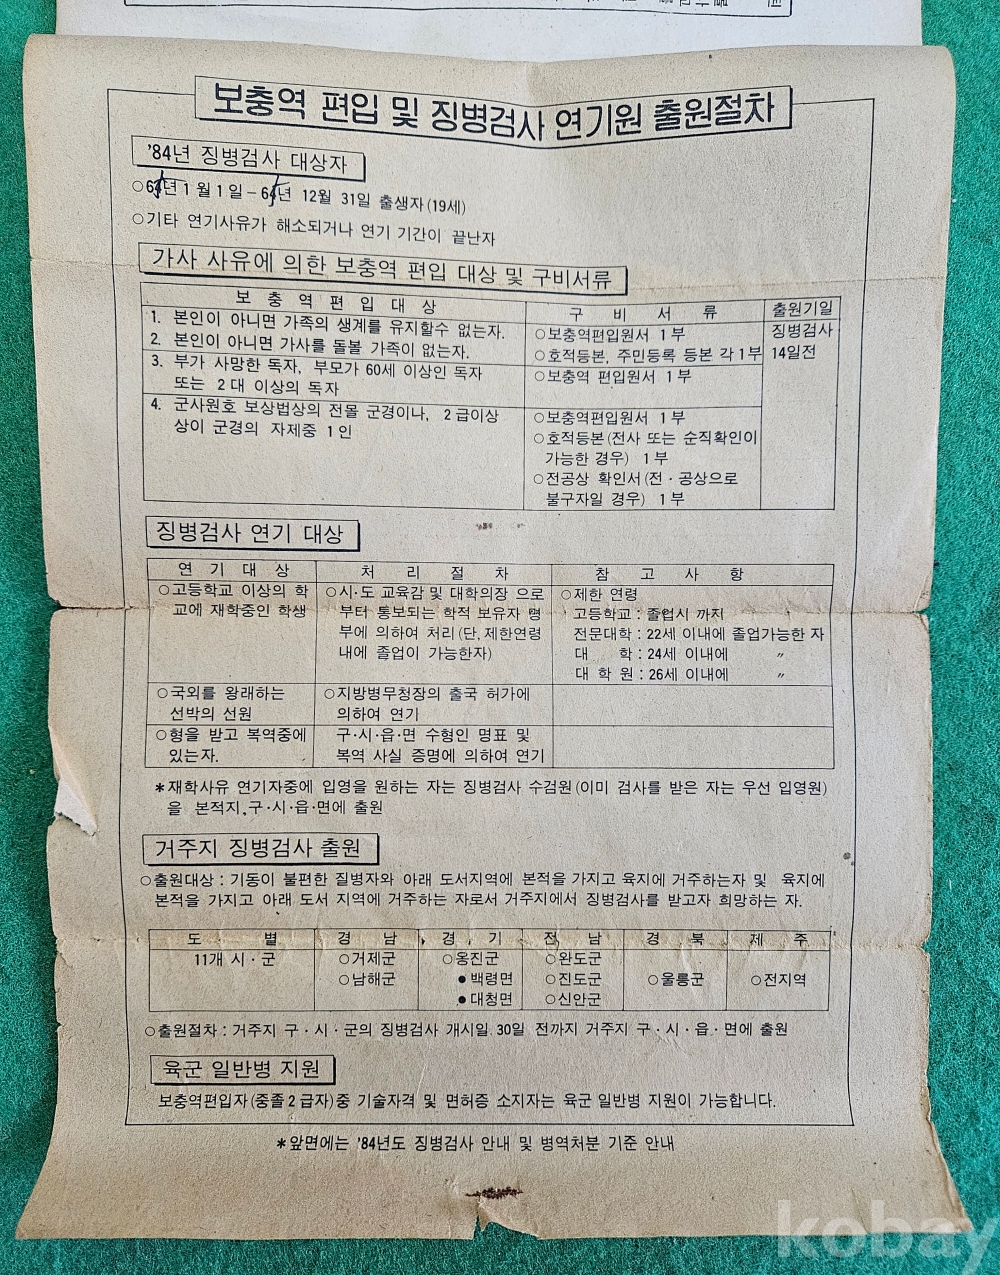 보충역 편입 및 징병검사 연기원 출원절차
'84년 징병검사 대상자
○65년 1월 1일 - 65년 12월 31일 출생자(19세)
○기타 연기사유가 해소되거나 연기 기간이 끝난자
가사 사유에 의한 보충역 편입 대상 및 구비서류
보충역편입대상 구비서류 출원기일
1. 본인이 아니면 가족의 생계를 유지할수 없는자. ○보충역편입원서 1부 징병검사
2. 본인이 아니면 가사를 돌볼 가족이 없는자. ○호적등본, 주민등록 등본 각 1부 14일전
3. 부가 사망한 독자, 부모가 60세 이상인 독자 ○보충역 편입원서 1부
또는 2대 이상의 독자
4. 군사원호 보상법상의 전몰 군경이나, 2급이상 ○보충역편입원서 1부
상이 군경의 자제중 1인 ○호적등본(전사 또는 순직확인이
가능한 경우) 1부
○전공상 확인서(전·공상으로
불구자일 경우) 1부
징병검사 연기 대상
연기대상 처리절차 참고사항
○고등학교 이상의 학 ○시·도 교육감 및 대학의장 으로 ○제한 연령
교에 재학중인 학생 부터 통보되는 학적 보유자 명 고등학교 : 졸업시 까지 〃
부에 의하여 처리(단, 제한연령 전문대학 : 22세 이내에 졸업가능한 자
내에 졸업이 가능한자) 대 학 : 24세 이내에 〃
대 학 원 : 26세 이내에 〃
○국외를 왕래하는 ○지방병무청장의 출국 허가에
선박의 선원 의하여 연기
○형을 받고 복역중에 구·시·읍·면 수형인 명표 및
있는자. 복역 사실 증명에 의하여 연기
*재학사유 연기자중에 입영을 원하는 자는 징병검사 수검원(이미 검사를 받은 자는 우선 입영원)
을 본적지, 구·시·읍·면에 출원
거주지 징병검사 출원
○출원대상 : 기동이 불편한 질병자와 아래 도서지역에 본적을 가지고 육지에 거주하는자 및 육지에
본적을 가지고 아래 도서 지역에 거주하는 자로서 거주지에서 징병검사를 받고자 희망하는 자.
도 별 경 남 경 기 전 남 경 북 제 주
11개 시·군 ○거제군 ○옹진군 ○완도군
○남해군 ●백령면 ○진도군 ○울릉군 ○전지역
●대청면 ○신안군
○출원절차 : 거주지 구·시·군의 징병검사 개시일 30일 전까지 거주지 구·시·읍·면에 출원
육군 일반병 지원
보충역편입자(중졸 2급자)중 기술자격 및 면허증 소지자는 육군 일반병 지원이 가능합니다.
*앞면에는 '84년도 징병검사 안내 및 병역처분 기준 안내
kobay